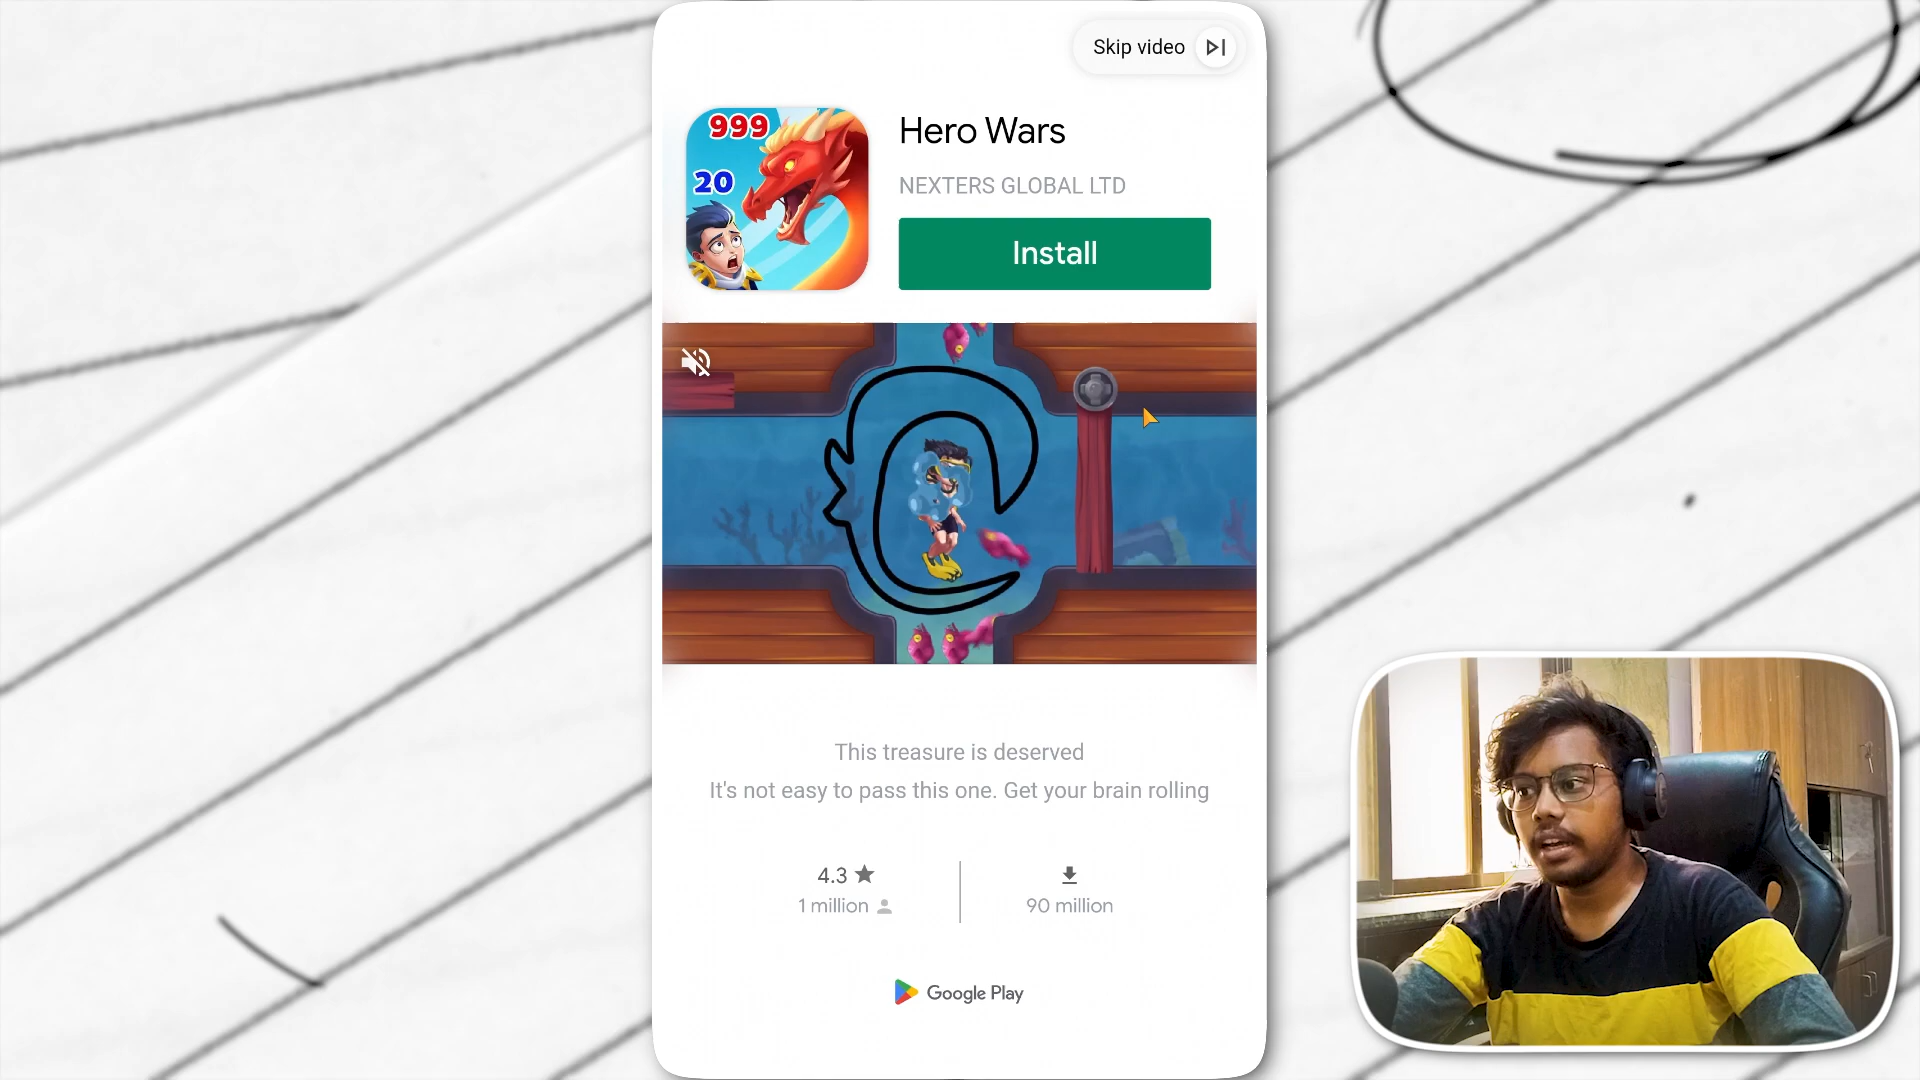 Skip video
999
20
Hero Wars
NEXTERS GLOBAL LTD
Install
This treasure is deserved
It's not easy to pass this one. Get your brain rolling
4.3
1 million
90 million
Google Play